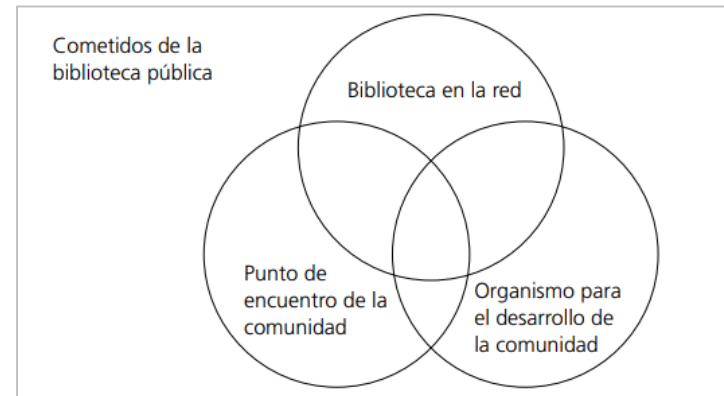 Cometidos de la
biblioteca pública
Biblioteca en la red
Punto de
encuentro de la
comunidad
Organismo para
el desarrollo de
la comunidad